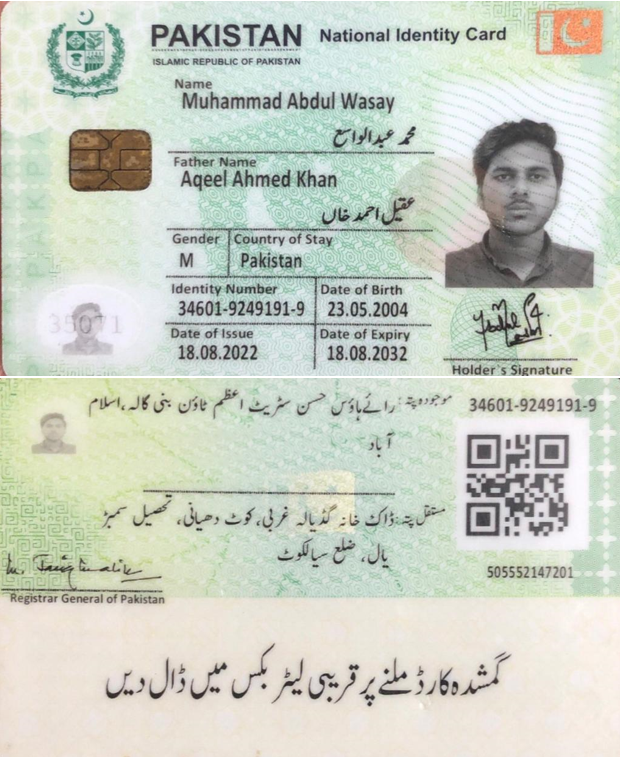 PAKISTAN National Identity Card
ISLAMIC REPUBLIC OF PAKISTAN
Name
Muhammad Abdul Wasay
محمد عبدالواسع
Father Name
Aqeel Ahmed Khan
عقیل احمد خاں
Gender Country of Stay
M Pakistan
Identity Number Date of Birth
34601-9249191-9 23.05.2004
Date of Issue Date of Expiry
18.08.2022 18.08.2032
35071
Holder`s Signature
34601-9249191-9
موجودہ پتہ: رائے ہاؤس حسن سٹریٹ اعظم ٹاؤن بنی گالہ، اسلام
آباد
مستقل پتہ: ڈاک خانہ گڈیالہ غربی، کوٹ دھیانی، تحصیل سمبڑ
یال، ضلع سیالکوٹ
505552147201
Registrar General of Pakistan
گمشدہ کارڈ ملنے پر قریبی لیٹر بکس میں ڈال دیں